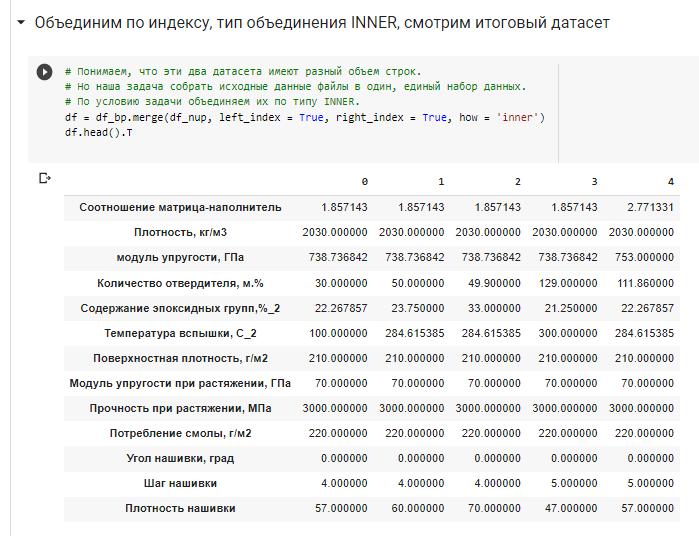 Объединим по индексу, тип объединения INNER, смотрим итоговый датасет
# Понимаем, что эти два датасета имеют разный объем строк.
# Но наша задача собрать исходные данные файлы в один, единый набор данных.
# По условию задачи объединяем их по типу INNER.
df = df_bp.merge(df_nup, left_index = True, right_index = True, how = 'inner')
df.head().T
0 1 2 3 4
Соотношение матрица-наполнитель 1.857143 1.857143 1.857143 1.857143 2.771331
Плотность, кг/м3 2030.000000 2030.000000 2030.000000 2030.000000 2030.000000
модуль упругости, ГПа 738.736842 738.736842 738.736842 738.736842 753.000000
Количество отвердителя, м.% 30.000000 50.000000 49.900000 129.000000 111.860000
Содержание эпоксидных групп,%_2 22.267857 23.750000 33.000000 21.250000 22.267857
Температура вспышки, С_2 100.000000 284.615385 284.615385 300.000000 284.615385
Поверхностная плотность, г/м2 210.000000 210.000000 210.000000 210.000000 210.000000
Модуль упругости при растяжении, ГПа 70.000000 70.000000 70.000000 70.000000 70.000000
Прочность при растяжении, МПа 3000.000000 3000.000000 3000.000000 3000.000000 3000.000000
Потребление смолы, г/м2 220.000000 220.000000 220.000000 220.000000 220.000000
Угол нашивки, град 0.000000 0.000000 0.000000 0.000000 0.000000
Шаг нашивки 4.000000 4.000000 4.000000 5.000000 5.000000
Плотность нашивки 57.000000 60.000000 70.000000 47.000000 57.000000